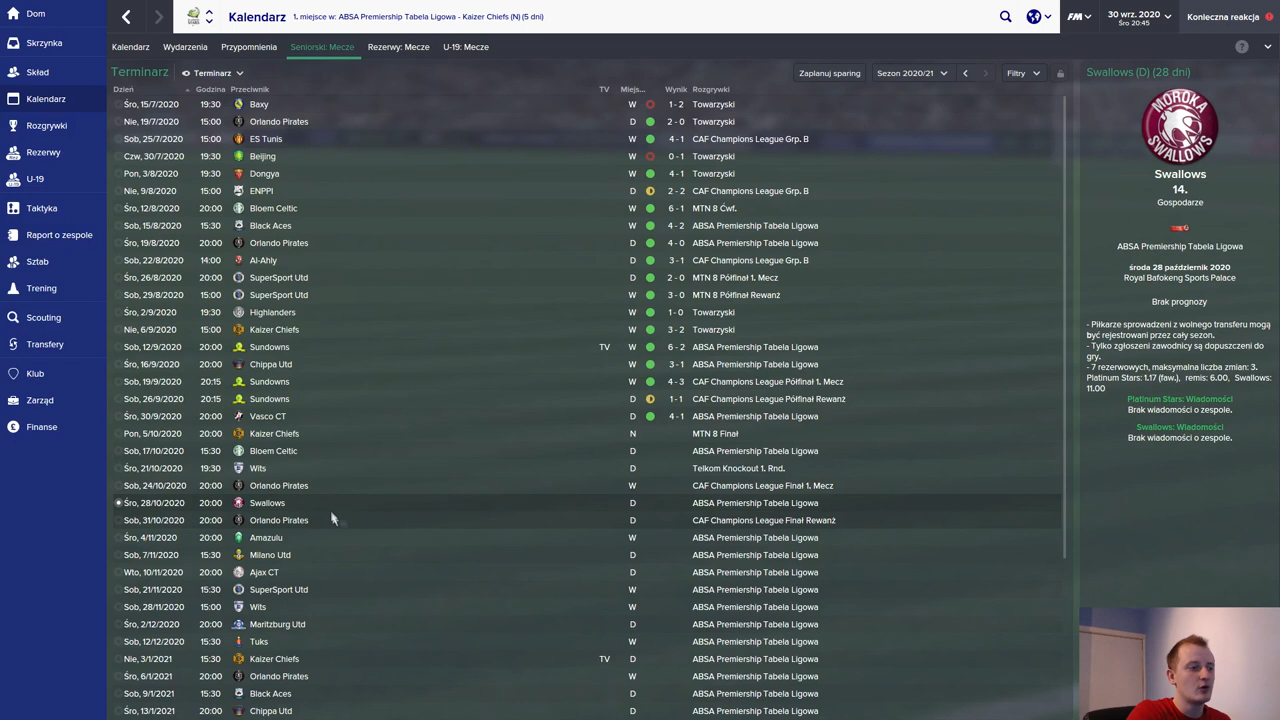 Dom
Skrzynka
Skład
Kalendarz
Rozgrywki
Rezerwy
U-19
Taktyka
Raport o zespole
Sztab
Trening
Scouting
Transfery
Klub
Zarząd
Finanse
Kalendarz
1. miejsce w: ABSA Premiership Tabela Ligowa - Kaizer Chiefs (N) (5 dni)
FM
30 wrz. 2020
Śro 20:45
Konieczna reakcja
Kalendarz Wydarzenia Przypomnienia Seniorski: Mecze Rezerwy: Mecze U-19: Mecze
Terminarz Terminarz Zaplanuj sparing Sezon 2020/21 Filtry
Dzień Godzina Przeciwnik TV Miejs... Wynik Rozgrywki
Śro, 15/7/2020 19:30 Baxy W 1 - 2 Towarzyski
Nie, 19/7/2020 15:00 Orlando Pirates D 2 - 0 Towarzyski
Sob, 25/7/2020 15:00 ES Tunis W 4 - 1 CAF Champions League Grp. B
Czw, 30/7/2020 19:30 Beijing W 0 - 1 Towarzyski
Pon, 3/8/2020 19:30 Dongya W 4 - 1 Towarzyski
Nie, 9/8/2020 15:00 ENPPI D 2 - 2 CAF Champions League Grp. B
Śro, 12/8/2020 20:00 Bloem Celtic W 6 - 1 MTN 8 Ćwf.
Sob, 15/8/2020 15:30 Black Aces W 4 - 2 ABSA Premiership Tabela Ligowa
Śro, 19/8/2020 20:00 Orlando Pirates D 4 - 0 ABSA Premiership Tabela Ligowa
Sob, 22/8/2020 14:00 Al-Ahly D 3 - 1 CAF Champions League Grp. B
Śro, 26/8/2020 20:00 SuperSport Utd D 2 - 0 MTN 8 Półfinał 1. Mecz
Sob, 29/8/2020 15:00 SuperSport Utd W 3 - 0 MTN 8 Półfinał Rewanż
Śro, 2/9/2020 19:30 Highlanders W 1 - 0 Towarzyski
Nie, 6/9/2020 15:00 Kaizer Chiefs W 3 - 2 Towarzyski
Sob, 12/9/2020 20:00 Sundowns TV W 6 - 2 ABSA Premiership Tabela Ligowa
Śro, 16/9/2020 20:00 Chippa Utd W 3 - 1 ABSA Premiership Tabela Ligowa
Sob, 19/9/2020 20:15 Sundowns W 4 - 3 CAF Champions League Półfinał 1. Mecz
Sob, 26/9/2020 20:15 Sundowns D 1 - 1 CAF Champions League Półfinał Rewanż
Śro, 30/9/2020 20:00 Vasco CT D 4 - 1 ABSA Premiership Tabela Ligowa
Pon, 5/10/2020 20:00 Kaizer Chiefs N MTN 8 Finał
Sob, 17/10/2020 20:00 Bloem Celtic D ABSA Premiership Tabela Ligowa
Śro, 21/10/2020 19:30 Wits D Telkom Knockout 1. Rnd.
Sob, 24/10/2020 20:00 Orlando Pirates W CAF Champions League Finał 1. Mecz
Śro, 28/10/2020 20:00 Swallows D ABSA Premiership Tabela Ligowa
Sob, 31/10/2020 20:00 Orlando Pirates D CAF Champions League Finał Rewanż
Śro, 4/11/2020 20:00 Amazulu W ABSA Premiership Tabela Ligowa
Sob, 7/11/2020 15:30 Milano Utd D ABSA Premiership Tabela Ligowa
Wto, 10/11/2020 20:00 Ajax CT D ABSA Premiership Tabela Ligowa
Sob, 21/11/2020 15:30 SuperSport Utd W ABSA Premiership Tabela Ligowa
Sob, 28/11/2020 15:00 Wits W ABSA Premiership Tabela Ligowa
Śro, 2/12/2020 20:00 Maritzburg Utd D ABSA Premiership Tabela Ligowa
Sob, 12/12/2020 15:30 Tuks W ABSA Premiership Tabela Ligowa
Nie, 3/1/2021 15:30 Kaizer Chiefs TV D ABSA Premiership Tabela Ligowa
Śro, 6/1/2021 20:00 Orlando Pirates W ABSA Premiership Tabela Ligowa
Sob, 9/1/2021 15:30 Black Aces D ABSA Premiership Tabela Ligowa
Śro, 13/1/2021 20:00 Chippa Utd D ABSA Premiership Tabela Ligowa
Swallows (D) (28 dni)
MOROKA
SWALLOWS
Swallows
14.
Gospodarze
ABSA Premiership Tabela Ligowa
środa 28 październik 2020
Royal Bafokeng Sports Palace
Brak prognozy
- Piłkarze sprowadzeni z wolnego transferu mogą
być rejestrowani przez cały sezon.
- Tylko zgłoszeni zawodnicy są dopuszczeni do
gry.
- 7 rezerwowych, maksymalna liczba zmian: 3.
Platinum Stars: 1.17 (faw.), remis: 6.00, Swallows:
11.00
Platinum Stars: Wiadomości
Brak wiadomości o zespole.
Swallows: Wiadomości
Brak wiadomości o zespole.